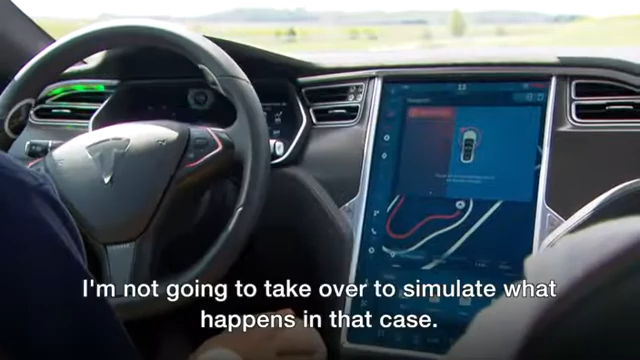 I'm not going to take over to simulate what
happens in that case.